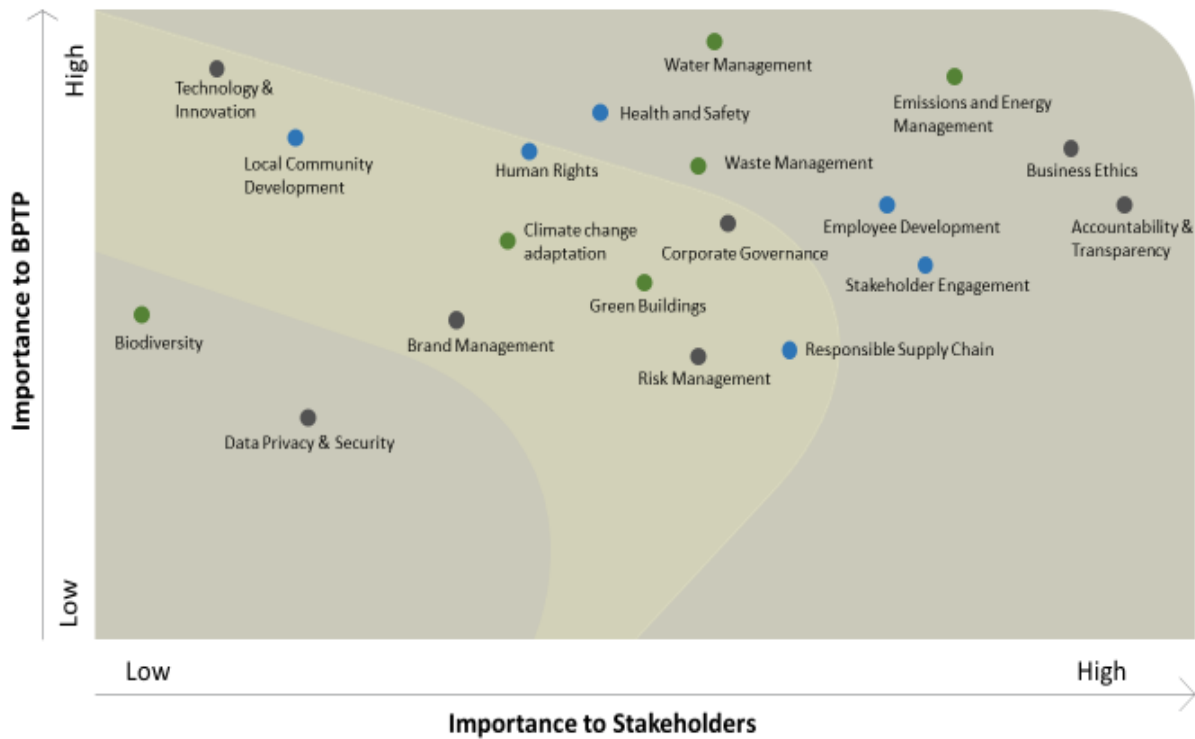 High
Water Management
Technology &
Innovation
Emissions and Energy
Management
Health and Safety
Local Community
Development
Human Rights
Waste Management
Business Ethics
Climate change
adaptation
Corporate Governance
Employee Development
Accountability &
Transparency
Importance to BPTP
Green Buildings
Stakeholder Engagement
Biodiversity
Brand Management
Responsible Supply Chain
Risk Management
Data Privacy & Security
Low
Low
High
Importance to Stakeholders